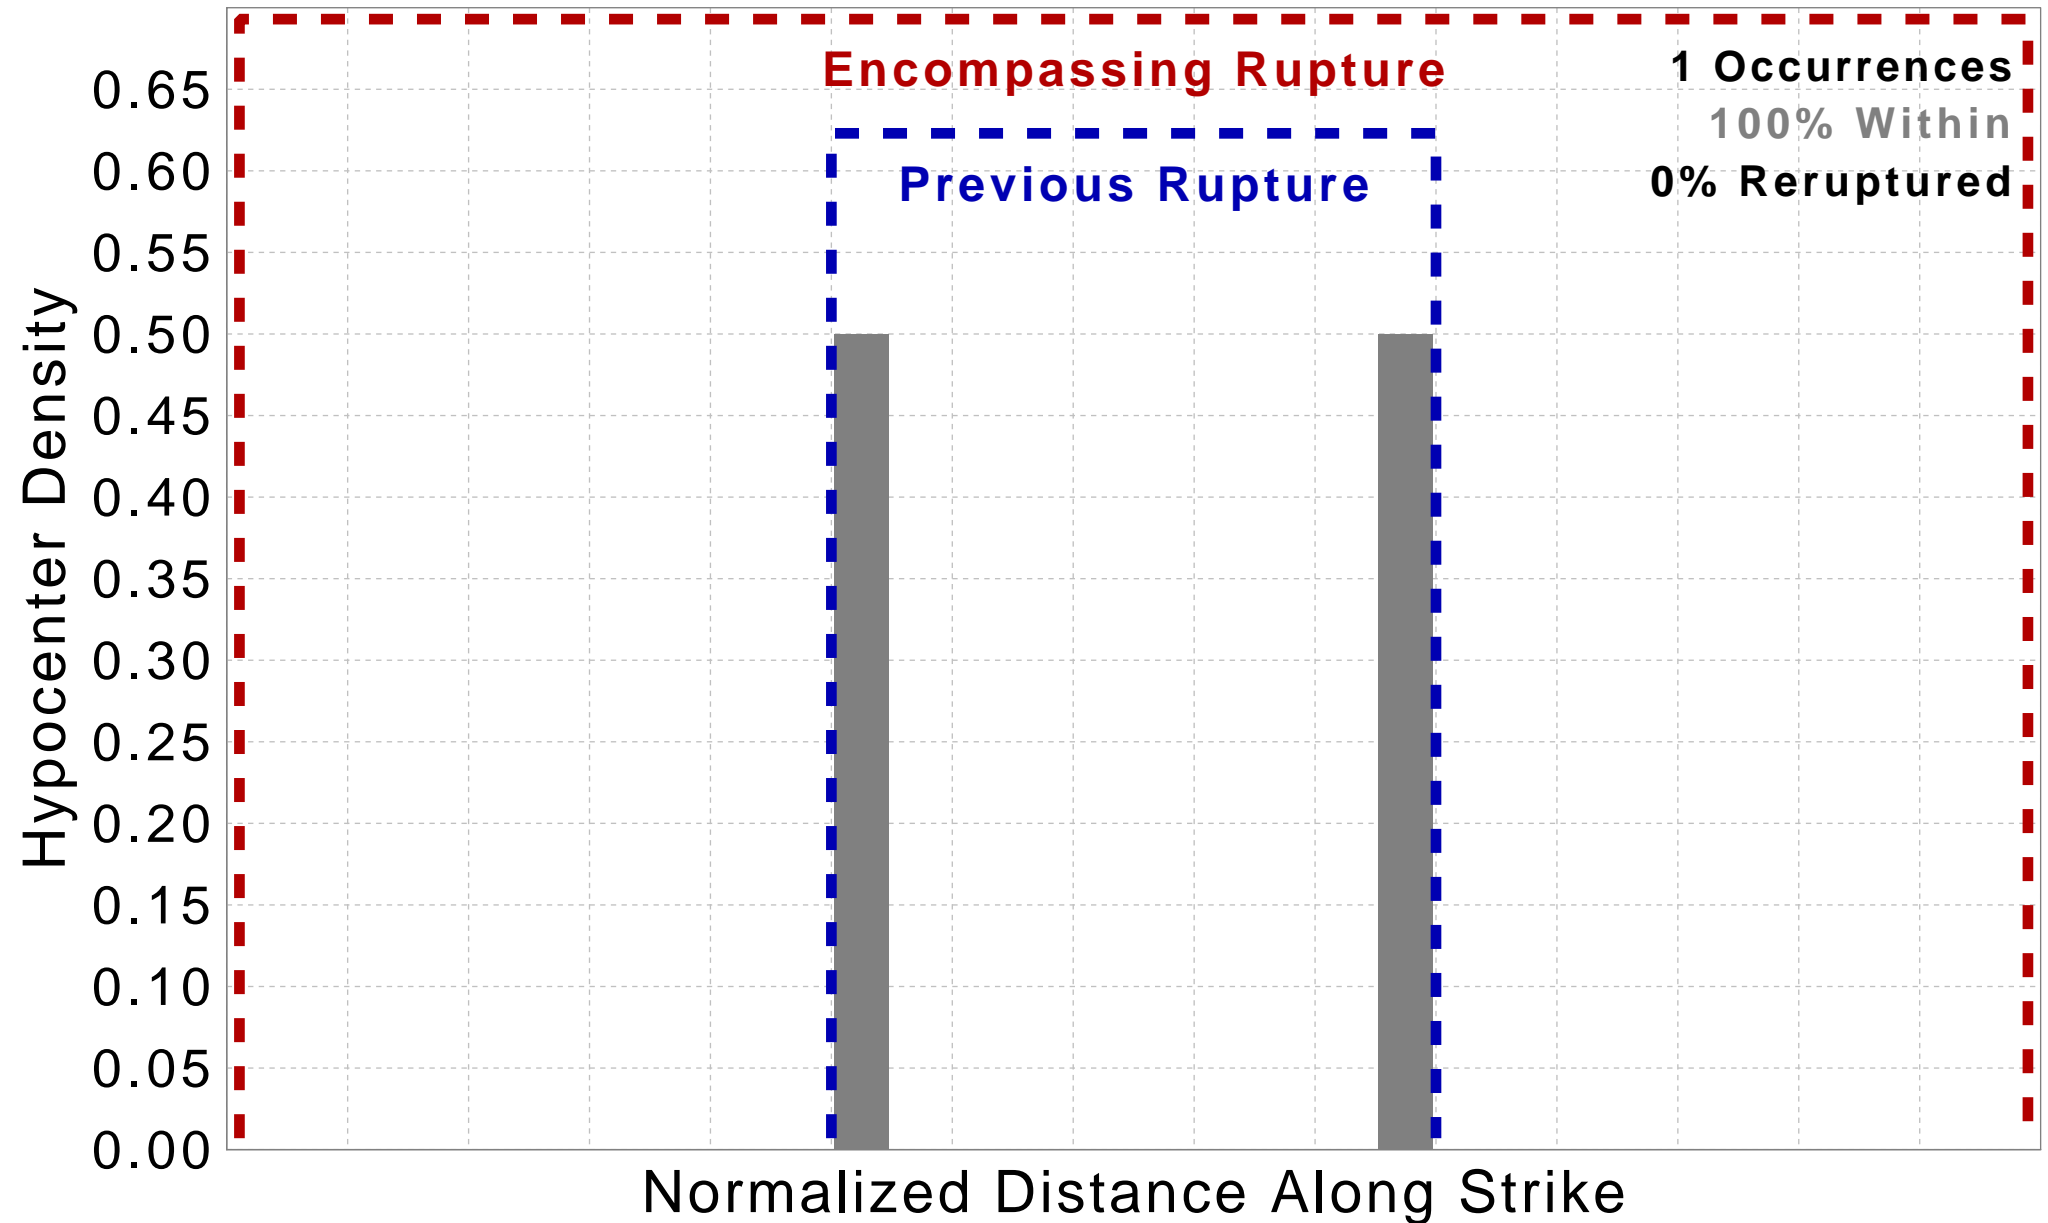 Encompassing Rupture
1 Occurrences
100% Within
0% Reruptured
Previous Rupture
Hypocenter Density
0.65
0.60
0.55
0.50
0.45
0.40
0.35
0.30
0.25
0.20
0.15
0.10
0.05
0.00
Normalized Distance Along Strike